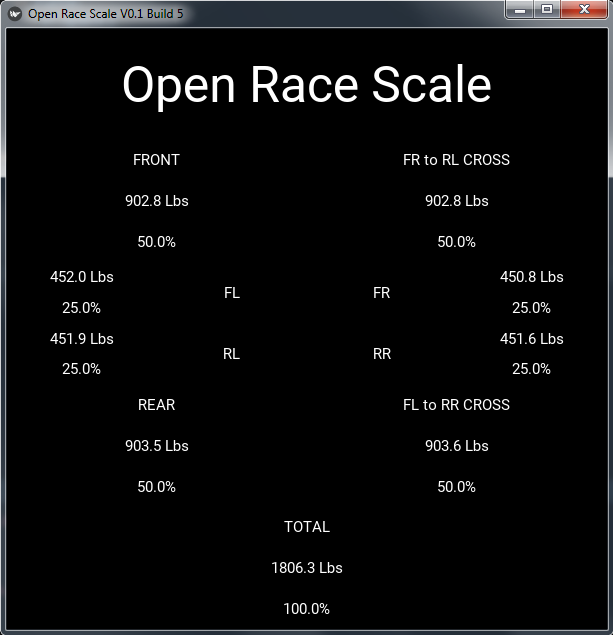 Open Race Scale V0.1 Build 5
Open Race Scale
FRONT
FR to RL CROSS
902.8 Lbs
902.8 Lbs
50.0%
50.0%
452.0 Lbs
450.8 Lbs
FL
FR
25.0%
25.0%
451.9 Lbs
451.6 Lbs
RL
RR
25.0%
25.0%
REAR
FL to RR CROSS
903.5 Lbs
903.6 Lbs
50.0%
50.0%
TOTAL
1806.3 Lbs
100.0%